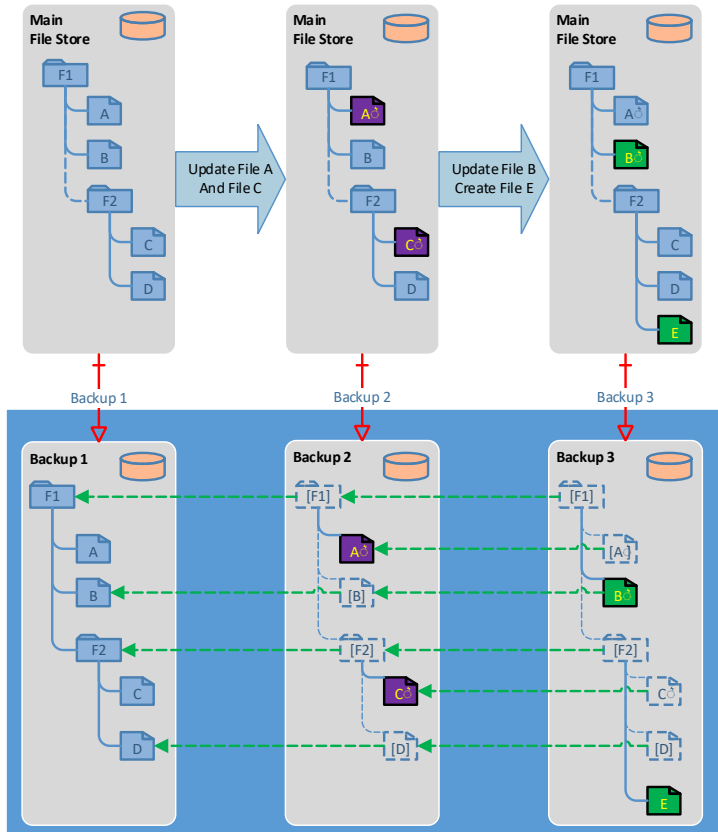 Main
File Store
F1
A
B
F2
C
D
Update File A
And File C
Main
File Store
F1
A
B
F2
C
D
Update File B
Create File E
Main
File Store
F1
A
B
F2
C
D
E
Backup 1
Backup 2
Backup 3
Backup 1
F1
A
B
F2
C
D
Backup 2
[F1]
A
[B]
[F2]
C
[D]
Backup 3
[F1]
[A]
B
[F2]
C
[D]
E